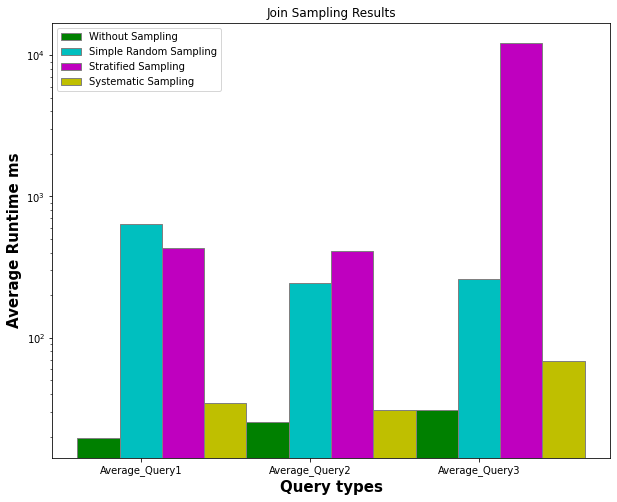 Join Sampling Results
Without Sampling
Simple Random Sampling
Stratified Sampling
Systematic Sampling
10⁴
10³
10²
Average Runtime ms
Average_Query1
Average_Query2
Average_Query3
Query types